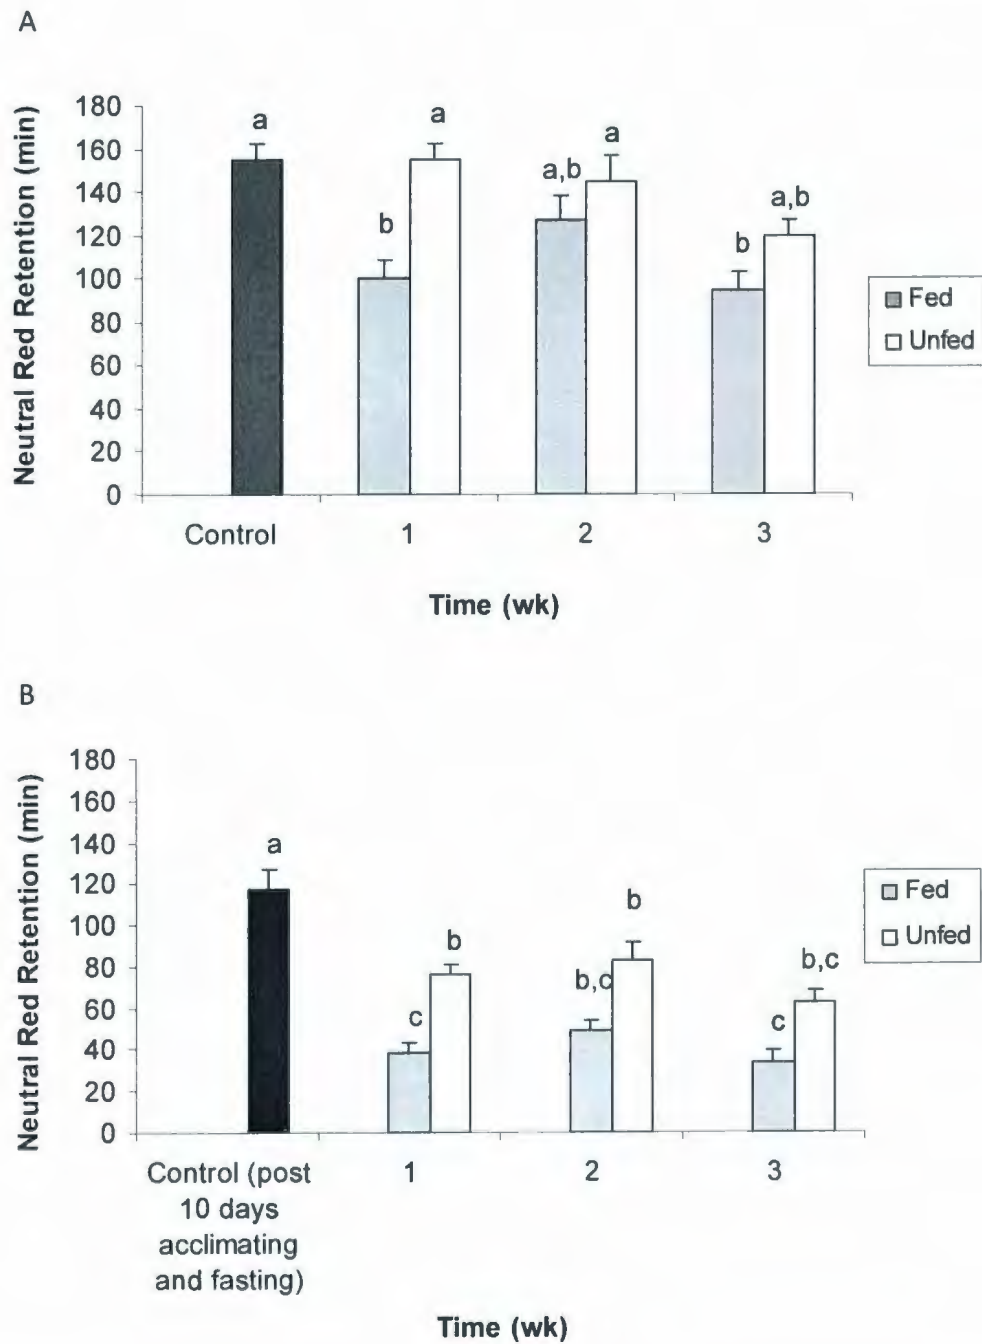 A
Neutral Red Retention (min)
180
160
140
120
100
80
60
40
20
0
a
b
a
a,b
a
b
a,b
Fed
Unfed
Control
1
2
3
Time (wk)
B
Neutral Red Retention (min)
180
160
140
120
100
80
60
40
20
0
a
c
b
b,c
b
c
b,c
Fed
Unfed
Control (post
10 days
acclimating
and fasting)
1
2
3
Time (wk)